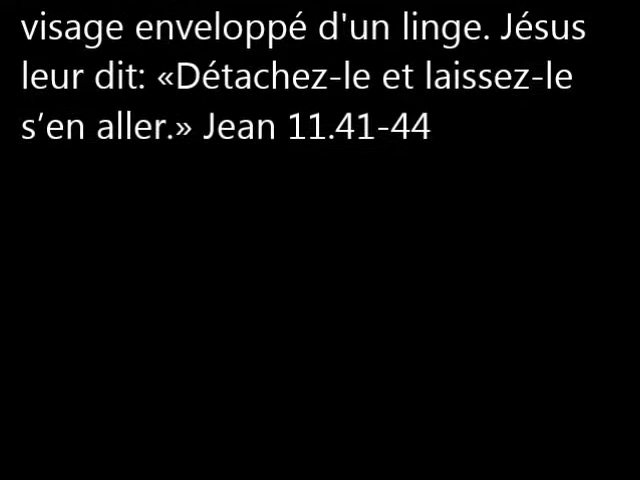 visage enveloppé d'un linge. Jésus
leur dit: «Détachez-le et laissez-le
s’en aller.» Jean 11.41-44